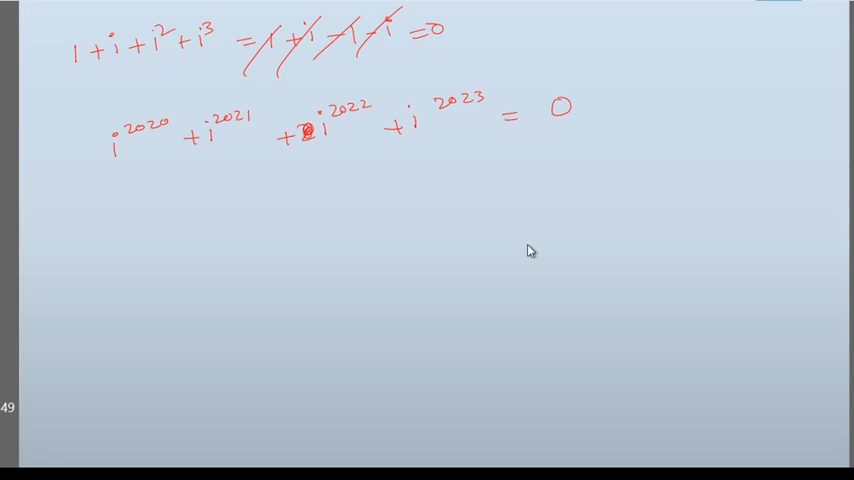 1 + i + i² + i³ = 1 + i - 1 - i = 0
i²⁰²⁰ + i²⁰²¹ + i²⁰²² + i²⁰²³ = 0
49